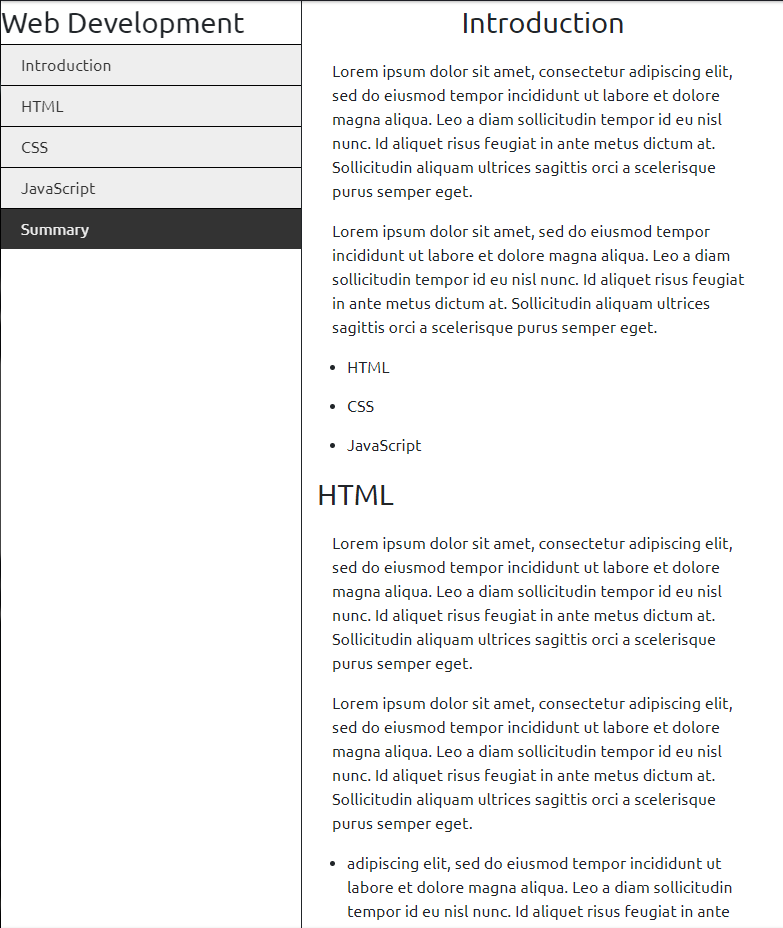 Web Development
Introduction
HTML
CSS
JavaScript
Summary
Introduction
Lorem ipsum dolor sit amet, consectetur adipiscing elit,
sed do eiusmod tempor incididunt ut labore et dolore
magna aliqua. Leo a diam sollicitudin tempor id eu nisl
nunc. Id aliquet risus feugiat in ante metus dictum at.
Sollicitudin aliquam ultrices sagittis orci a scelerisque
purus semper eget.
Lorem ipsum dolor sit amet, sed do eiusmod tempor
incididunt ut labore et dolore magna aliqua. Leo a diam
sollicitudin tempor id eu nisl nunc. Id aliquet risus feugiat
in ante metus dictum at. Sollicitudin aliquam ultrices
sagittis orci a scelerisque purus semper eget.
• HTML
• CSS
• JavaScript
HTML
Lorem ipsum dolor sit amet, consectetur adipiscing elit,
sed do eiusmod tempor incididunt ut labore et dolore
magna aliqua. Leo a diam sollicitudin tempor id eu nisl
nunc. Id aliquet risus feugiat in ante metus dictum at.
Sollicitudin aliquam ultrices sagittis orci a scelerisque
purus semper eget.
Lorem ipsum dolor sit amet, consectetur adipiscing elit,
sed do eiusmod tempor incididunt ut labore et dolore
magna aliqua. Leo a diam sollicitudin tempor id eu nisl
nunc. Id aliquet risus feugiat in ante metus dictum at.
Sollicitudin aliquam ultrices sagittis orci a scelerisque
purus semper eget.
• adipiscing elit, sed do eiusmod tempor incididunt ut
labore et dolore magna aliqua. Leo a diam sollicitudin
tempor id eu nisl nunc. Id aliquet risus feugiat in ante